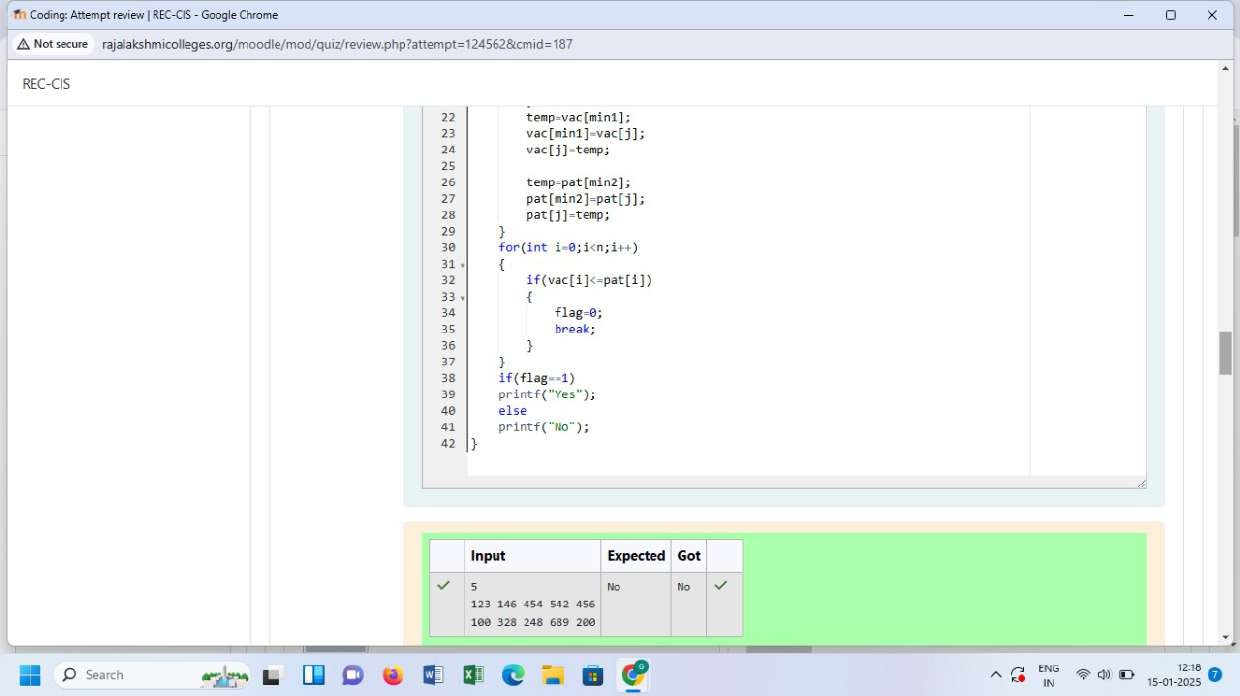 Coding: Attempt review | REC-CIS - Google Chrome
Not secure rajalakshmicolleges.org/moodle/mod/quiz/review.php?attempt=124562&cmid=187
REC-CIS
22 temp=vac[min1];
23 vac[min1]=vac[j];
24 vac[j]=temp;
25
26 temp=pat[min2];
27 pat[min2]=pat[j];
28 pat[j]=temp;
29 }
30 for(int i=0;i<n;i++)
31 {
32 if(vac[i]<=pat[i])
33 {
34 flag=0;
35 break;
36 }
37 }
38 if(flag==1)
39 printf("Yes");
40 else
41 printf("No");
42 }
Input Expected Got
5 No No
123 146 454 542 456
100 328 248 689 200
Search
ENG 12:18
IN 15-01-2025 7